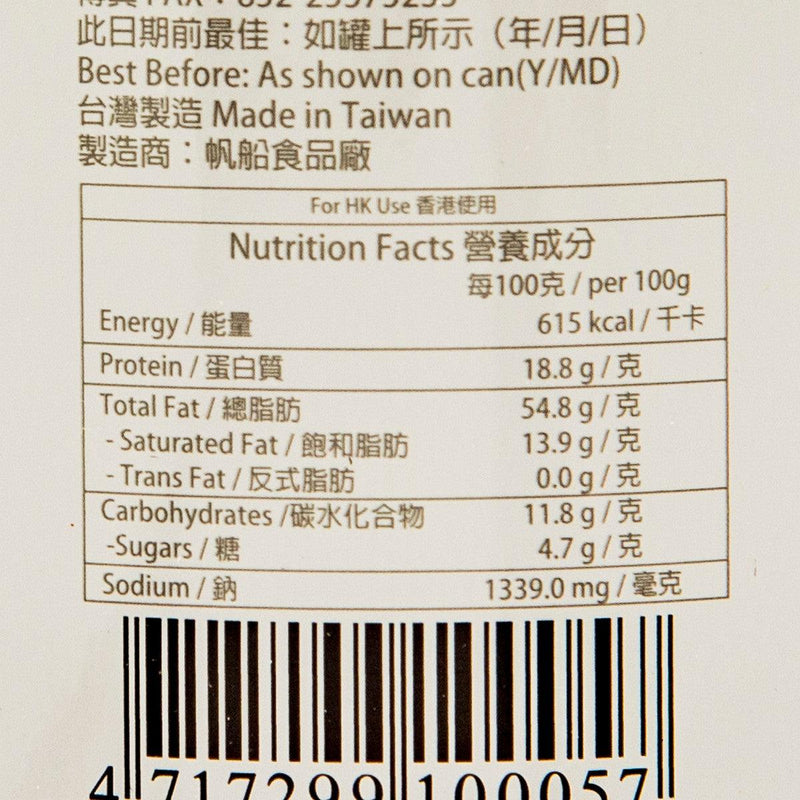 此日期前最佳：如罐上所示（年/月/日）
Best Before: As shown on can(Y/MD)
台灣製造 Made in Taiwan
製造商：帆船食品廠
For HK Use 香港使用
Nutrition Facts 營養成分
每100克 / per 100g
Energy / 能量 615 kcal / 千卡
Protein / 蛋白質 18.8 g / 克
Total Fat / 總脂肪 54.8 g / 克
- Saturated Fat / 飽和脂肪 13.9 g / 克
- Trans Fat / 反式脂肪 0.0 g / 克
Carbohydrates /碳水化合物 11.8 g / 克
-Sugars / 糖 4.7 g / 克
Sodium / 鈉 1339.0 mg / 毫克
4 717299 100057